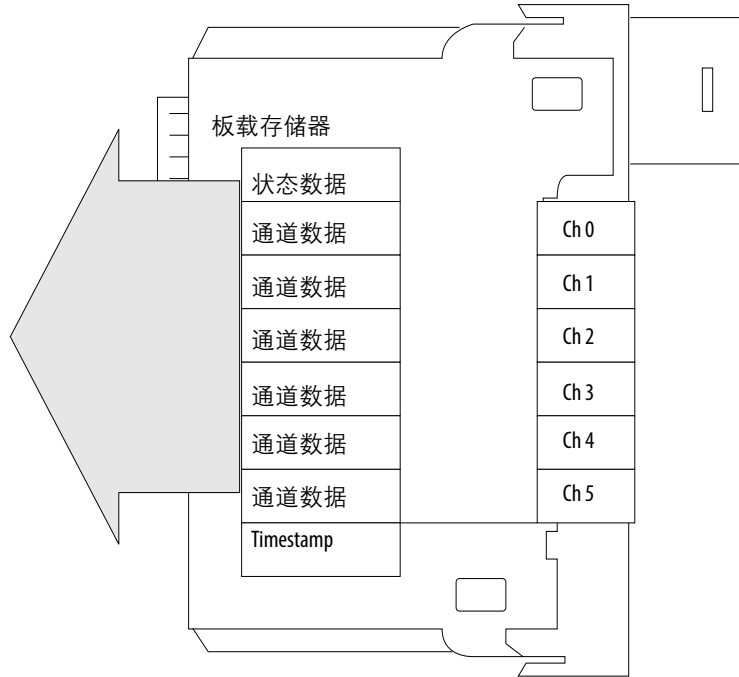 板载存储器
状态数据
通道数据 Ch 0
通道数据 Ch 1
通道数据 Ch 2
通道数据 Ch 3
通道数据 Ch 4
通道数据 Ch 5
Timestamp